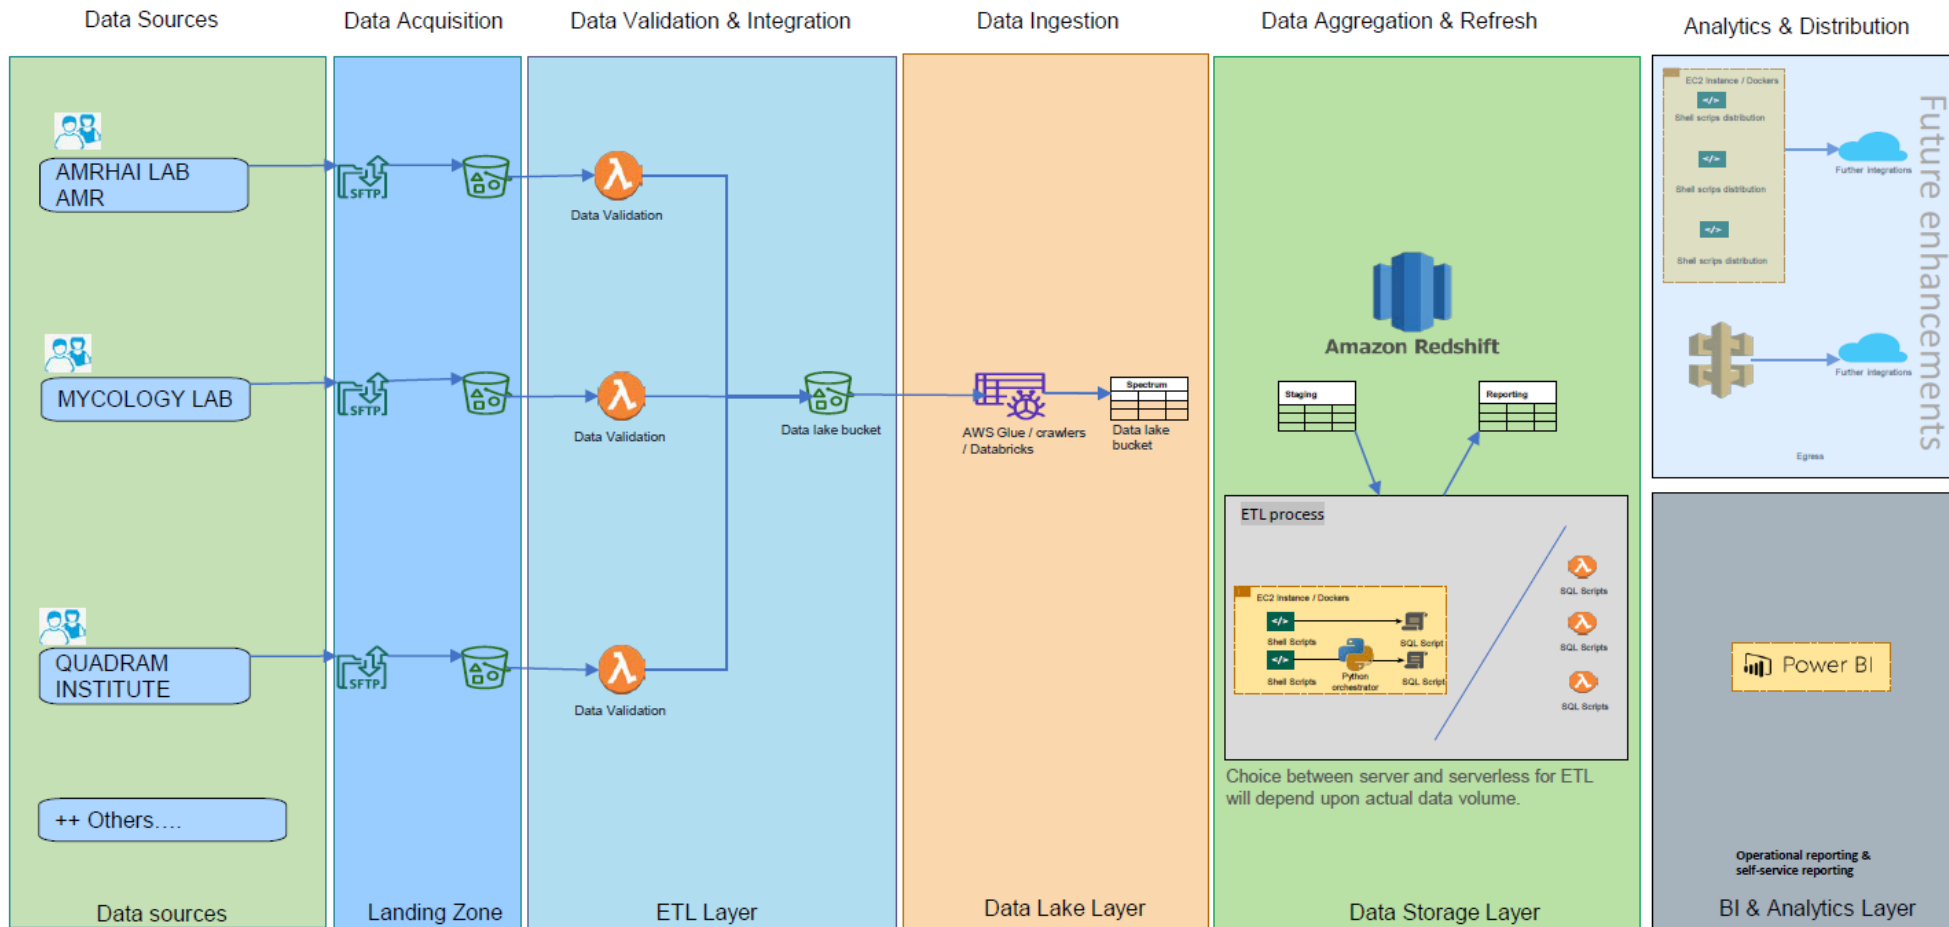 Data Sources
Data Acquisition
Data Validation & Integration
Data Ingestion
Data Aggregation & Refresh
Analytics & Distribution
AMRHAI LAB
AMR
MYCOLOGY LAB
QUADRAM
INSTITUTE
++ Others....
Data sources
SFTP
SFTP
SFTP
Landing Zone
Data Validation
Data Validation
Data Validation
Data lake bucket
ETL Layer
AWS Glue / crawlers
/ Databricks
Spectrum
Data lake
bucket
Data Lake Layer
Amazon Redshift
Staging
Reporting
ETL process
EC2 Instance / Dockers
</>
Shell Scripts
SQL Script
</>
Shell Scripts
Python
orchestrator
SQL Script
λ
SQL Scripts
λ
SQL Scripts
λ
SQL Scripts
Choice between server and serverless for ETL
will depend upon actual data volume.
Data Storage Layer
EC2 Instance / Dockers
</>
Shell scrips distribution
</>
Shell scrips distribution
</>
Shell scrips distribution
Further integrations
Further integrations
Egress
Future enhancements
Power BI
Operational reporting &
self-service reporting
BI & Analytics Layer